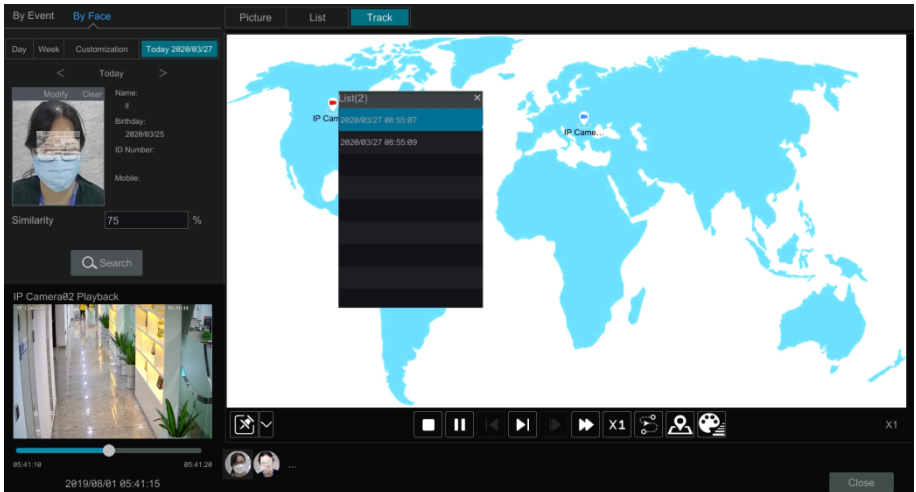 By Event By Face
Picture List Track
Day Week Customization Today 2020/03/27
< Today >
Modify Clear
Name:
Birthday:
2020/03/25
ID Number:
Mobile:
Similarity 75 %
Search
List(2) ×
IP Cam
2020/03/27 08:55:07
2020/03/27 08:55:09
IP Came...
IP Camera02 Playback
05:41:10 05:41:20
2019/08/01 05:41:15
X1
X1
...
Close